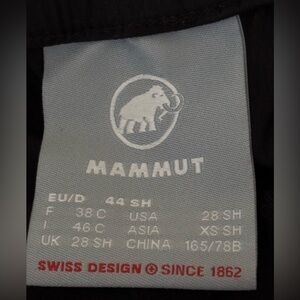 MAMMUT
EU/D 44 SH
F 38 C USA 28 SH
I 46 C ASIA XS SH
UK 28 SH CHINA 165/78B
SWISS DESIGN SINCE 1862